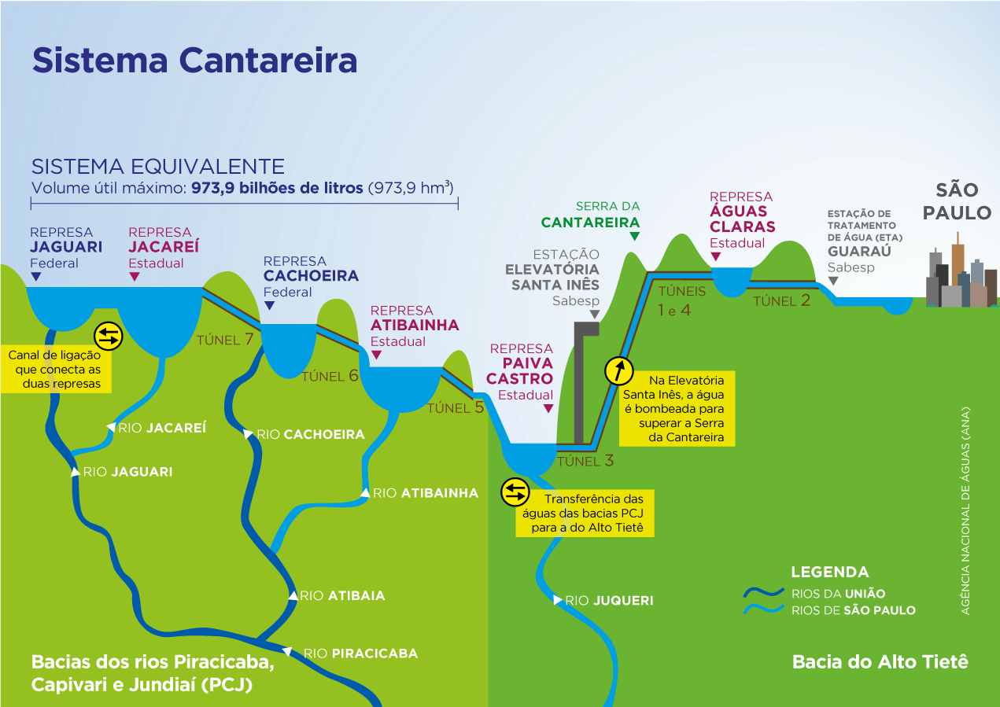 Sistema Cantareira
SISTEMA EQUIVALENTE
Volume útil máximo: 973,9 bilhões de litros (973,9 hm³)
REPRESA
JAGUARI
Federal
REPRESA
JACAREÍ
Estadual
REPRESA
CACHOEIRA
Federal
REPRESA
ATIBAINHA
Estadual
REPRESA
PAIVA
CASTRO
Estadual
ESTAÇÃO
ELEVATÓRIA
SANTA INÊS
Sabesp
SERRA DA
CANTAREIRA
REPRESA
ÁGUAS
CLARAS
Estadual
ESTAÇÃO DE
TRATAMENTO
DE ÁGUA (ETA)
GUARAÚ
Sabesp
SÃO
PAULO
TÚNEL 7
TÚNEL 6
TÚNEL 5
TÚNEL 3
TÚNEIS
1 e 4
TÚNEL 2
Canal de ligação
que conecta as
duas represas
Na Elevatória
Santa Inês, a água
é bombeada para
superar a Serra
da Cantareira
Transferência das
águas das bacias PCJ
para a do Alto Tietê
RIO JACAREÍ
RIO JAGUARI
RIO CACHOEIRA
RIO ATIBAINHA
RIO ATIBAIA
RIO PIRACICABA
RIO JUQUERI
LEGENDA
RIOS DA UNIÃO
RIOS DE SÃO PAULO
Bacias dos rios Piracicaba,
Capivari e Jundiaí (PCJ)
Bacia do Alto Tietê
AGÊNCIA NACIONAL DE ÁGUAS (ANA)